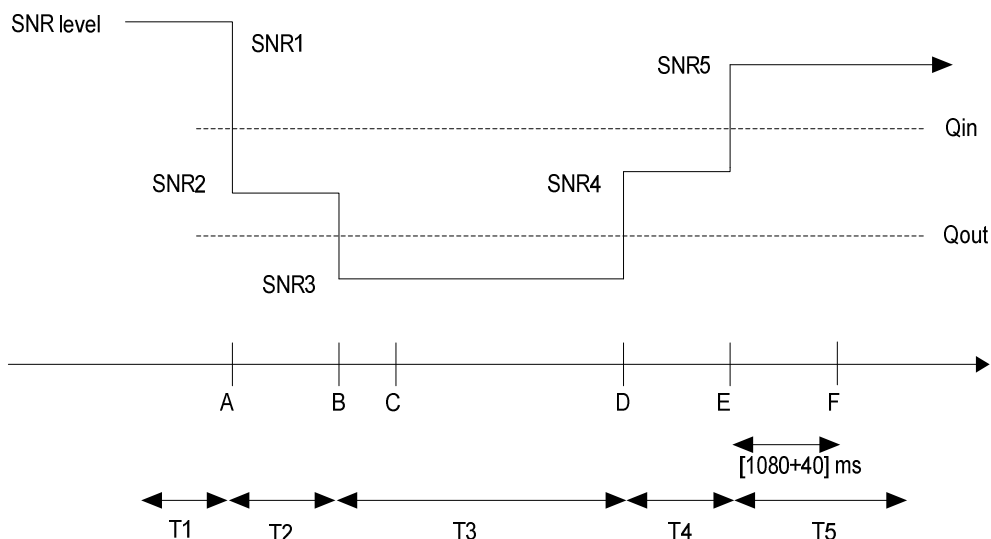 SNR level
SNR1
SNR5
Qin
SNR2
SNR4
Qout
SNR3
A
B
C
D
E
F
[1080+40] ms
T1
T2
T3
T4
T5